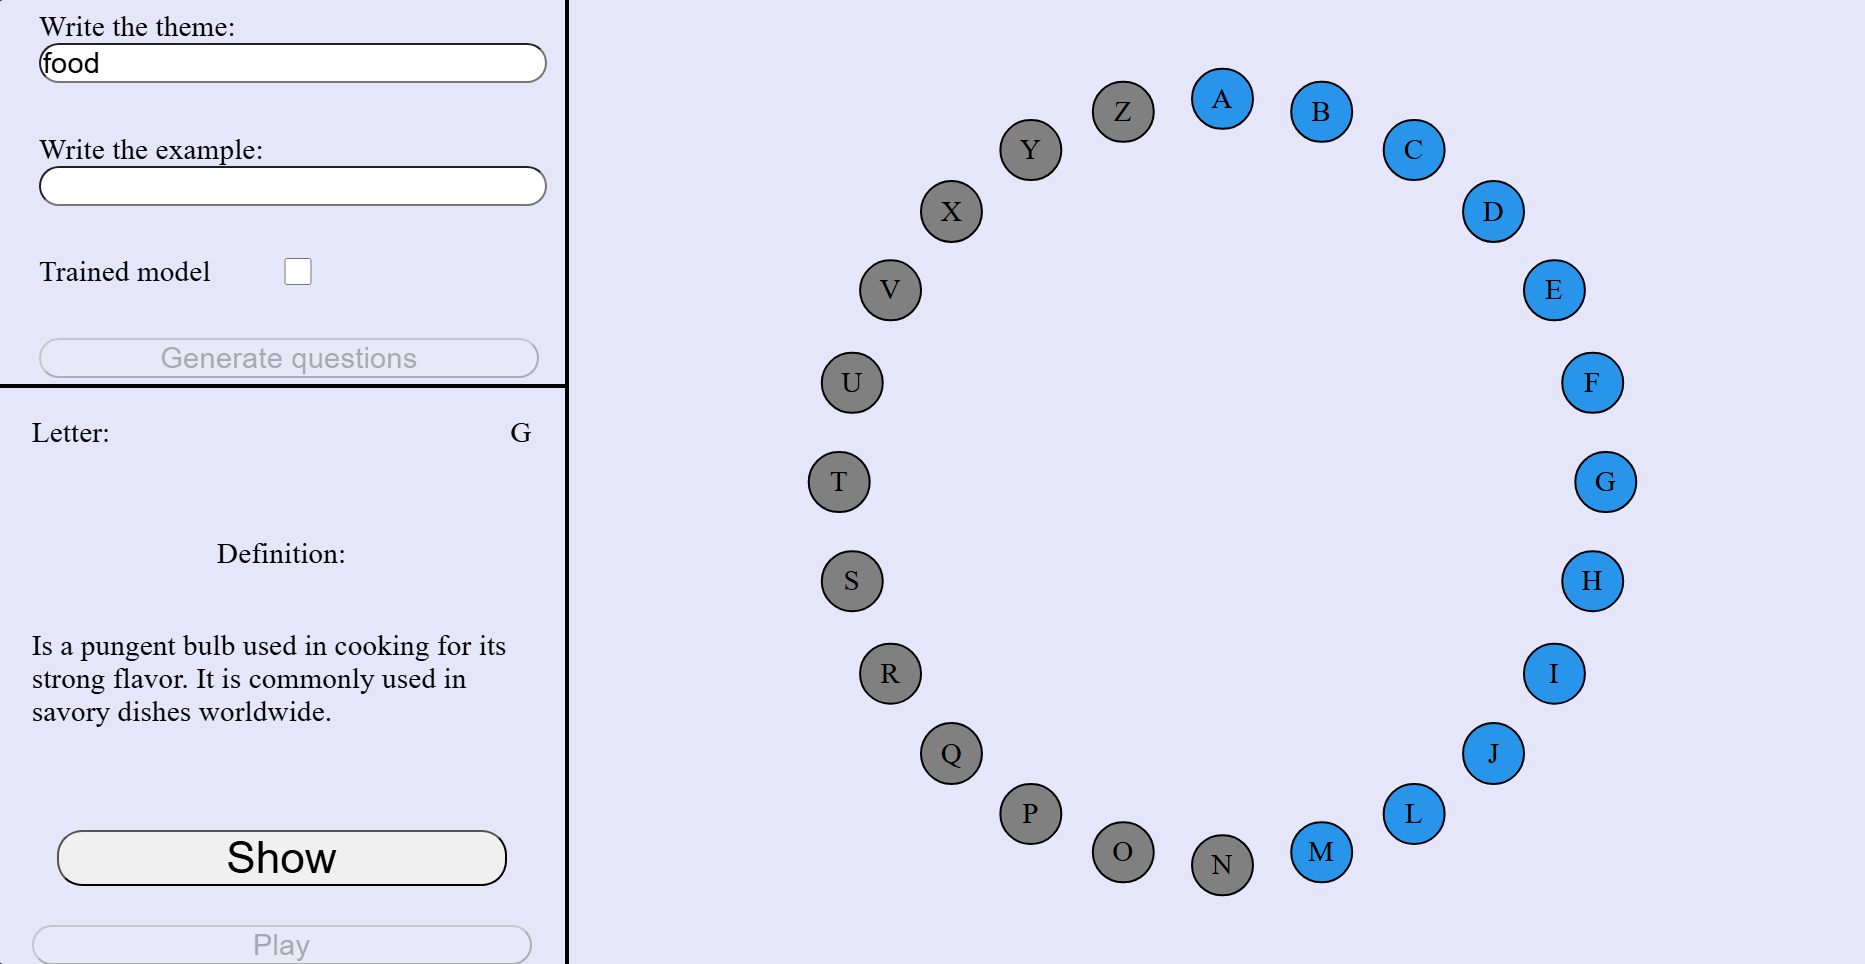 Write the theme:
food
Write the example:
Trained model
Generate questions
Letter: G
Definition:
Is a pungent bulb used in cooking for its
strong flavor. It is commonly used in
savory dishes worldwide.
Show
Play
A
B
C
D
E
F
G
H
I
J
L
M
N
O
P
Q
R
S
T
U
V
X
Y
Z